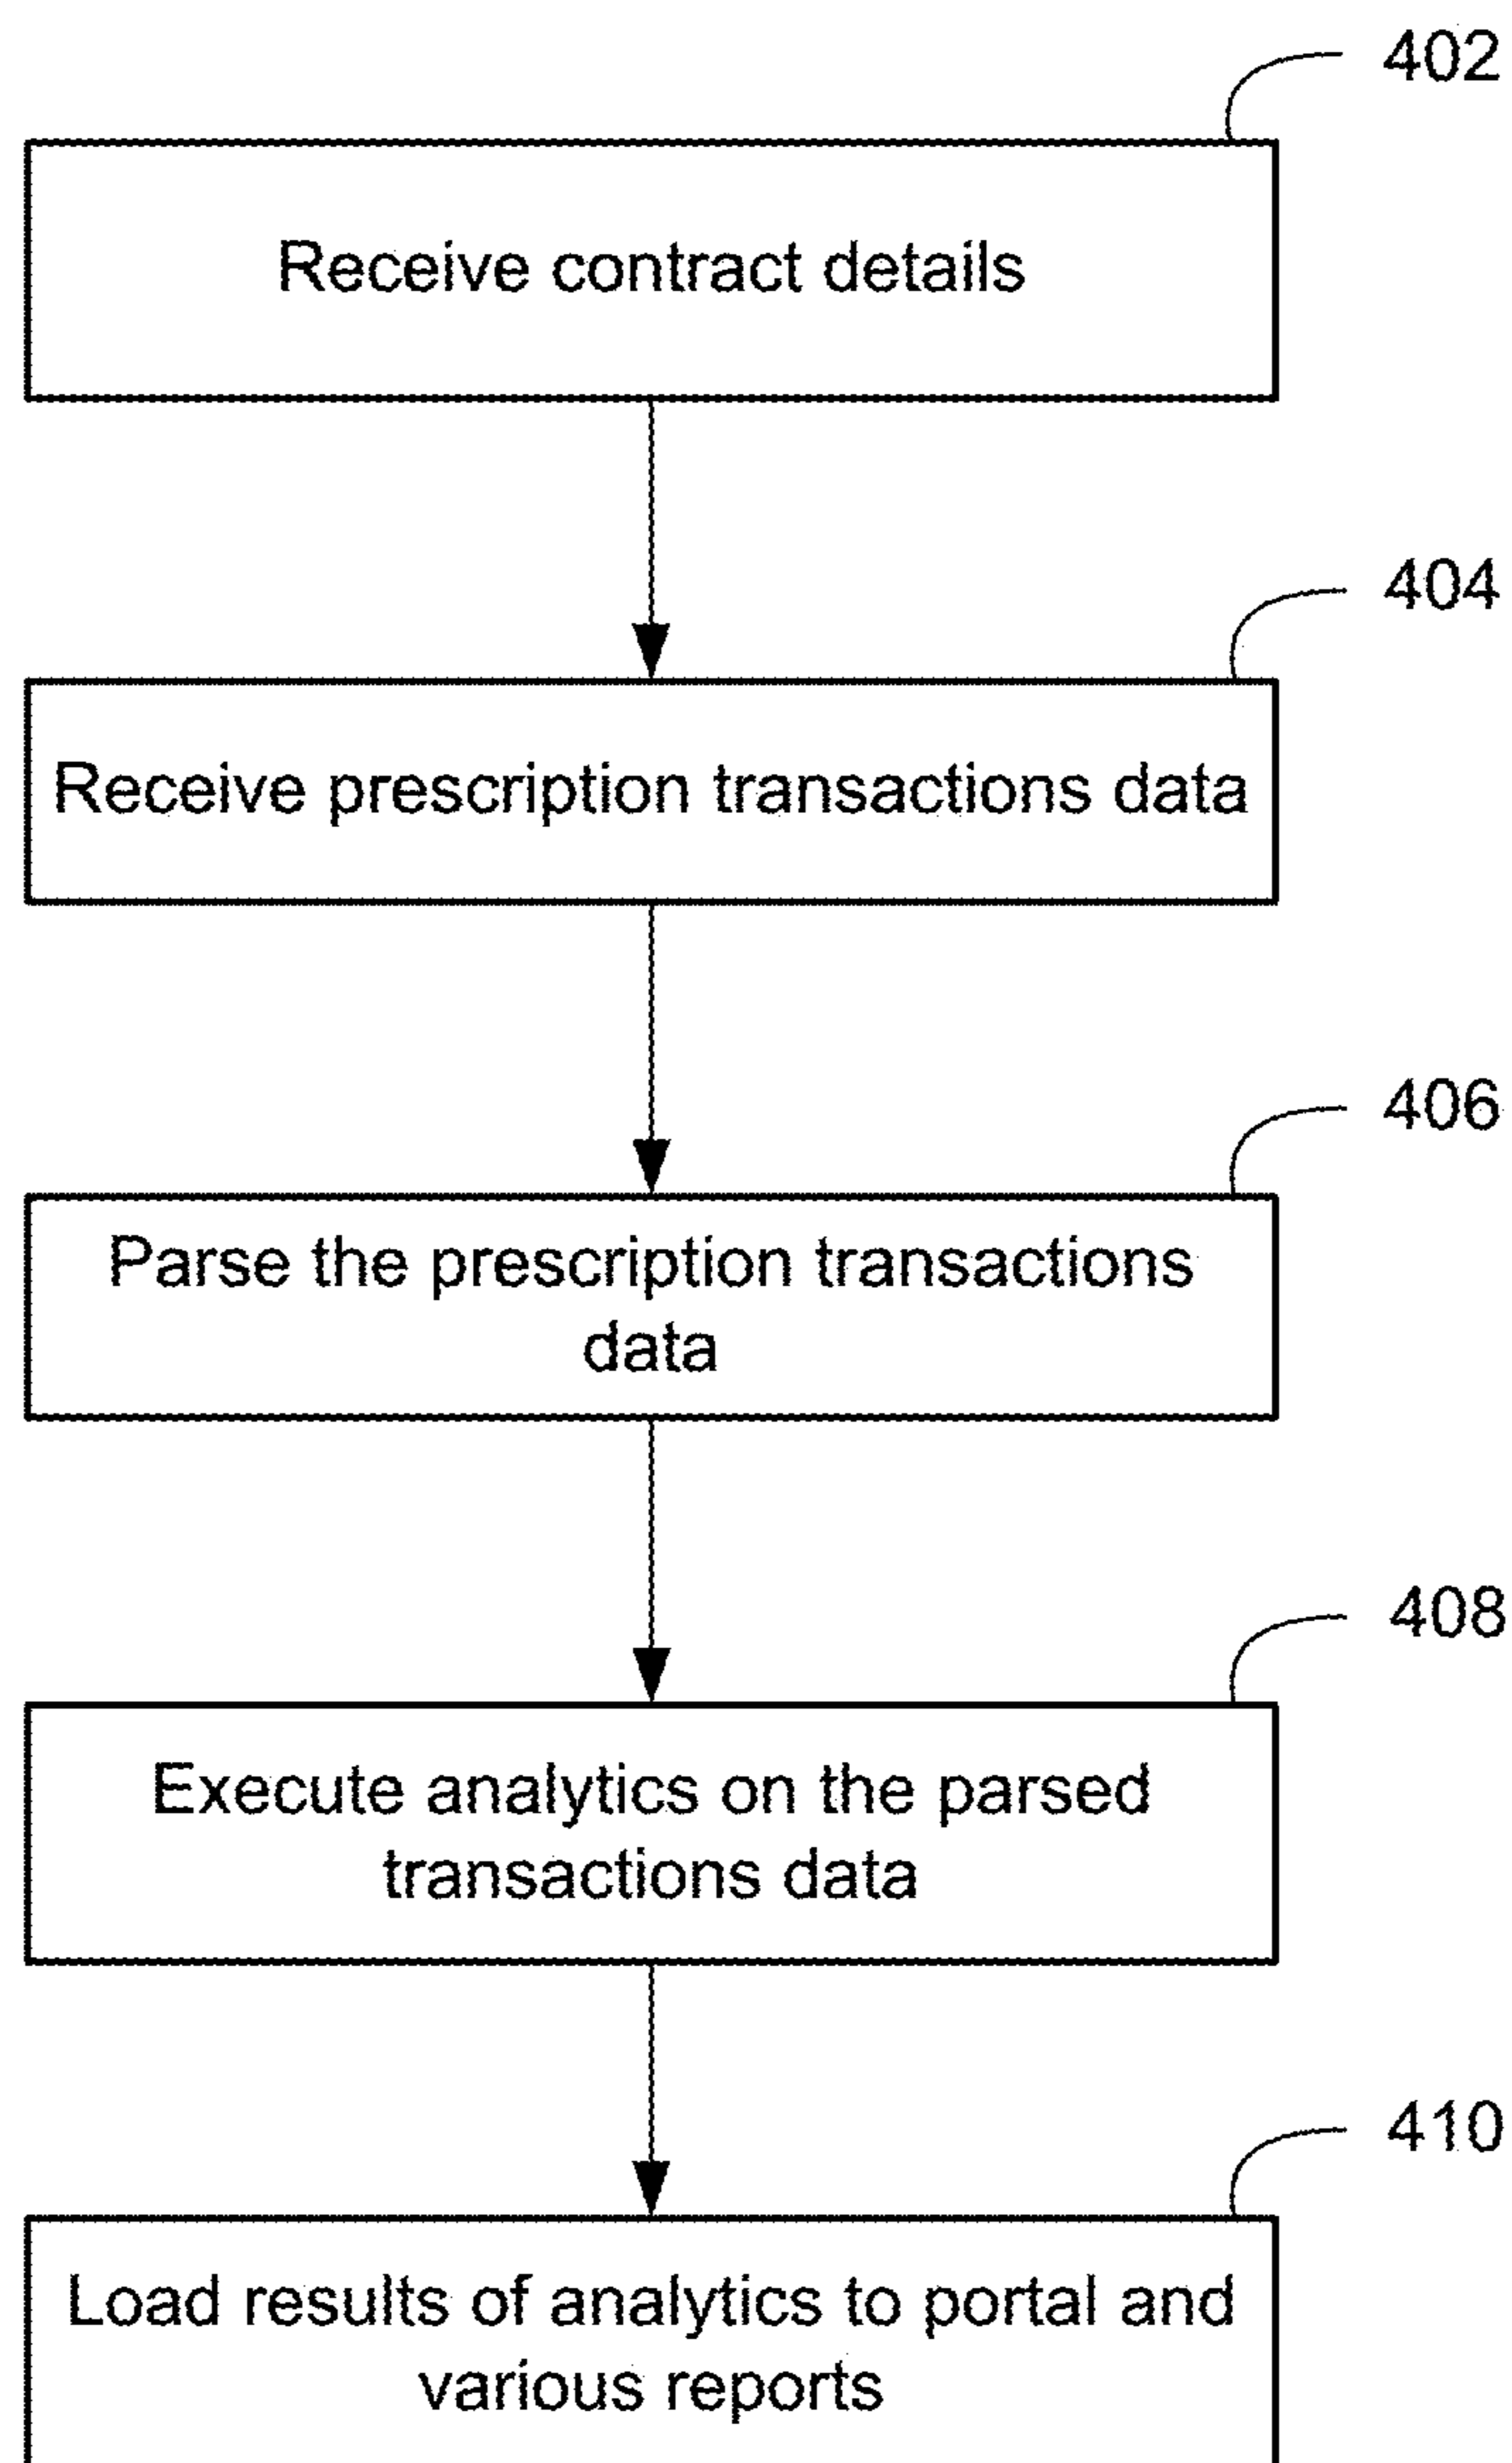 402
Receive contract details
404
Receive prescription transactions data
406
Parse the prescription transactions
data
408
Execute analytics on the parsed
transactions data
410
Load results of analytics to portal and
various reports